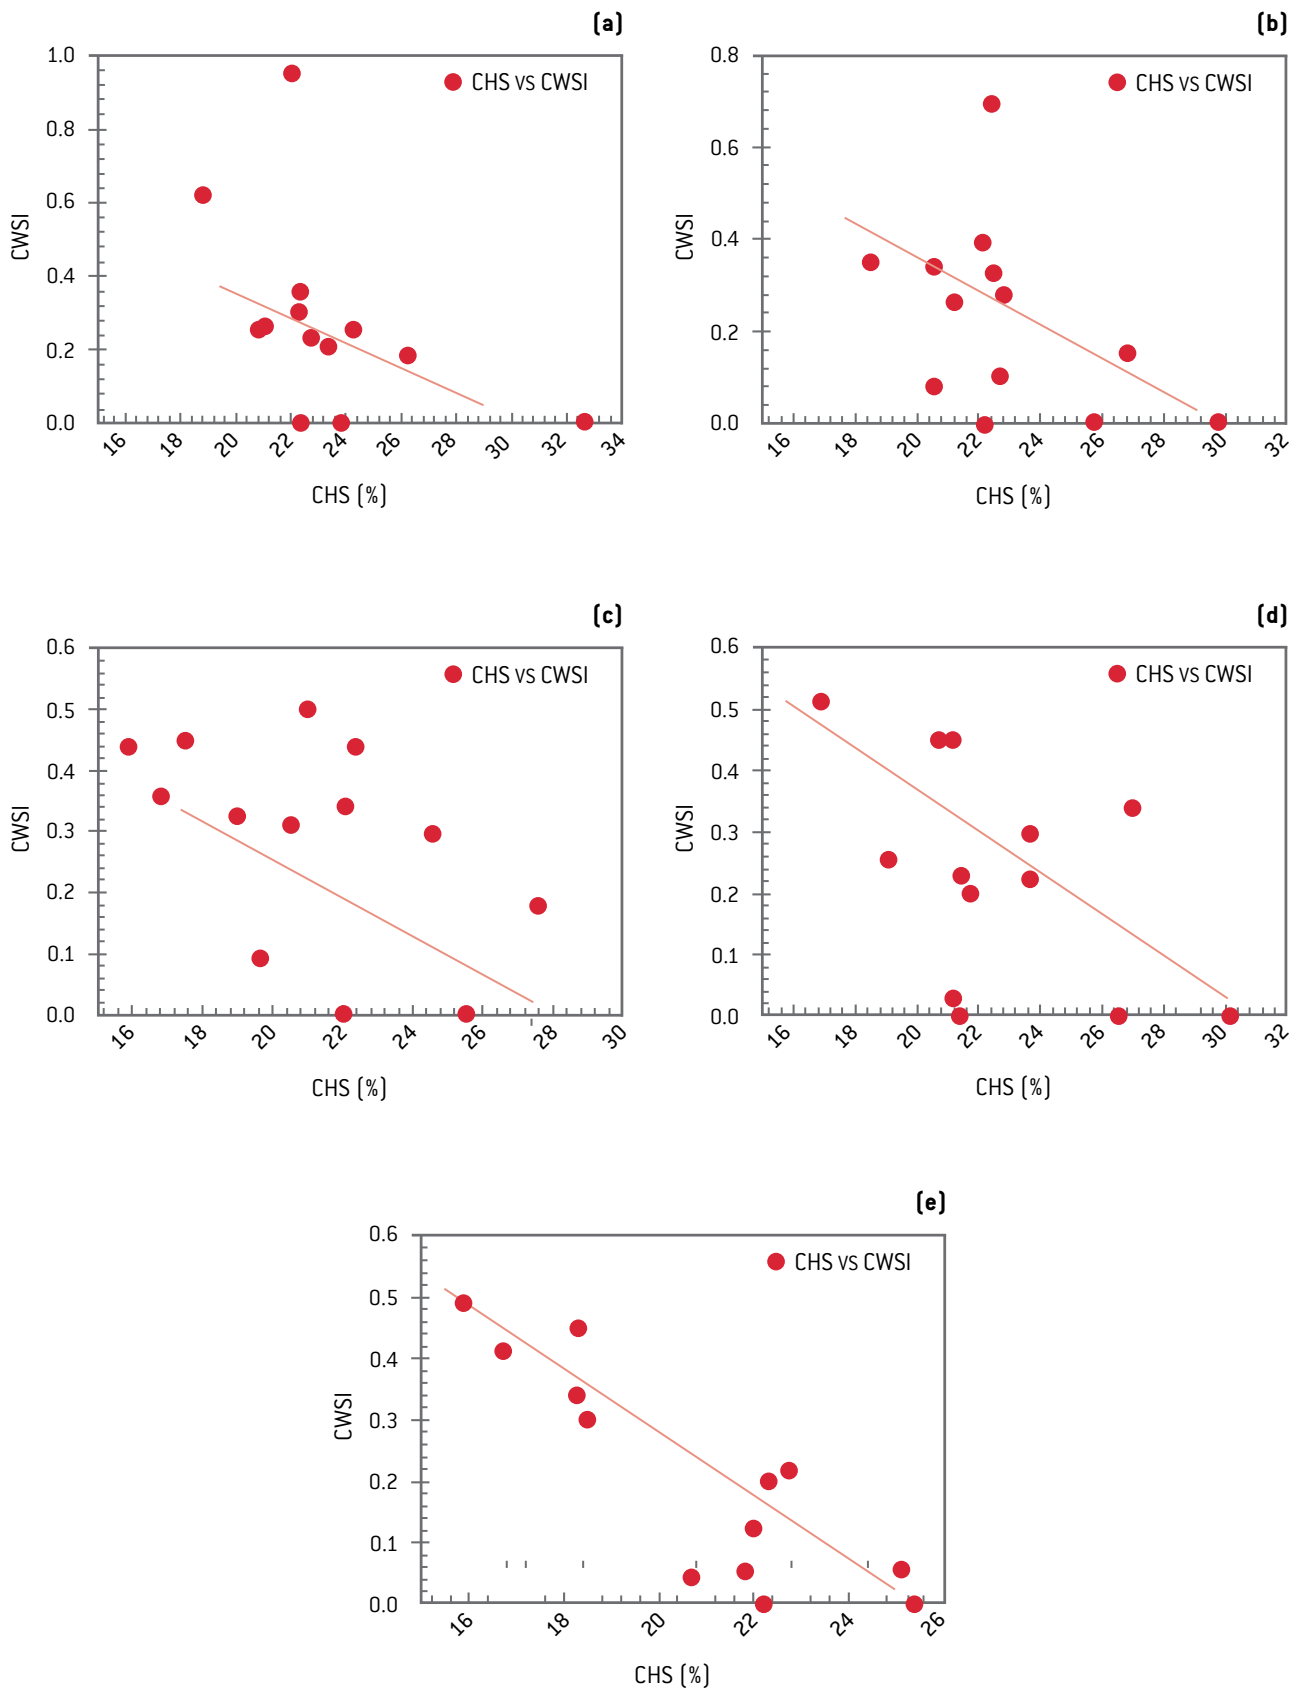 (a)
1.0
CHS VS CWSI
0.8
0.6
CWSI
0.4
0.2
0.0
16 18 20 22 24 26 28 30 32 34
CHS (%)
(b)
0.8
CHS VS CWSI
0.6
CWSI
0.4
0.2
0.0
16 18 20 22 24 26 28 30 32
CHS (%)
(c)
0.6
CHS VS CWSI
0.5
0.4
CWSI
0.3
0.2
0.1
0.0
16 18 20 22 24 26 28 30
CHS (%)
(d)
0.6
CHS VS CWSI
0.5
0.4
CWSI
0.3
0.2
0.1
0.0
16 18 20 22 24 26 28 30 32
CHS (%)
(e)
0.6
CHS VS CWSI
0.5
0.4
CWSI
0.3
0.2
0.1
0.0
16 18 20 22 24 26
CHS (%)